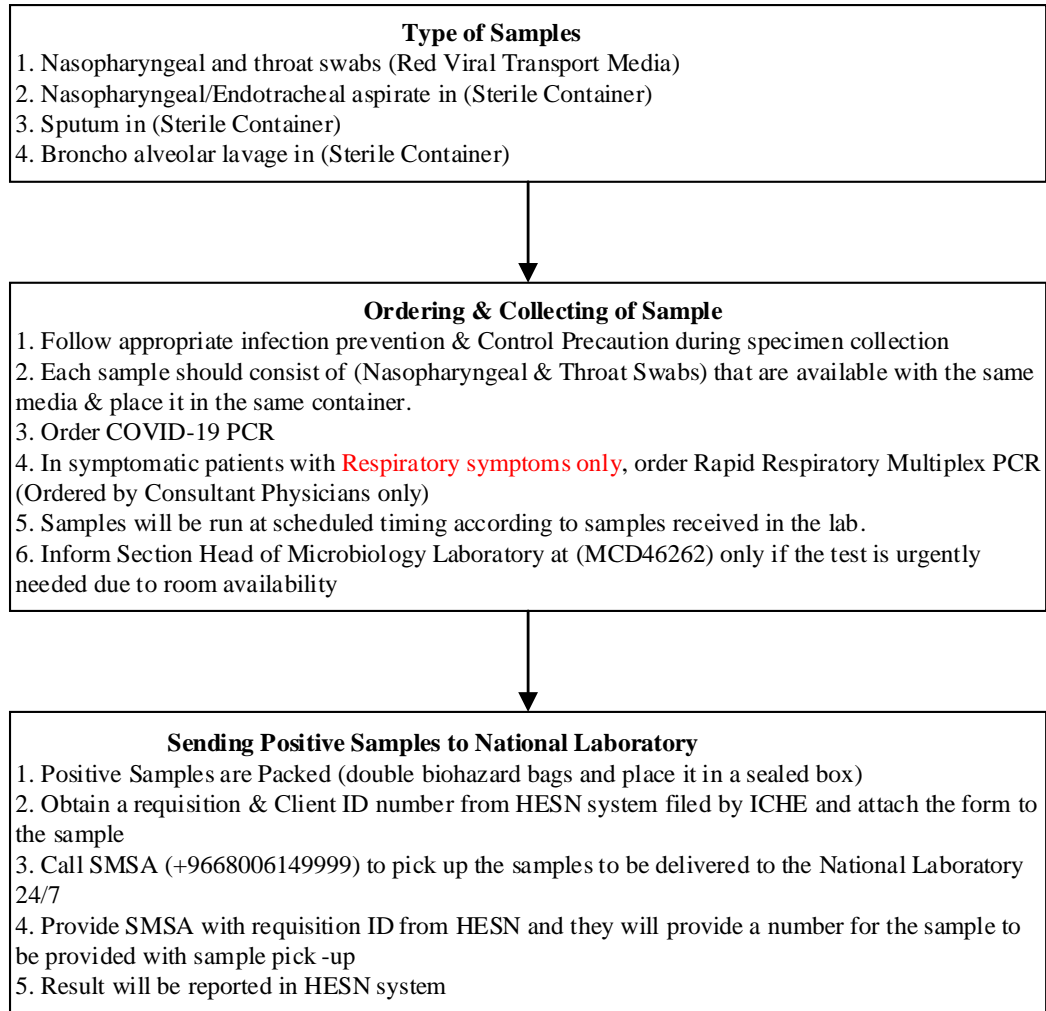 Type of Samples
1. Nasopharyngeal and throat swabs (Red Viral Transport Media)
2. Nasopharyngeal/Endotracheal aspirate in (Sterile Container)
3. Sputum in (Sterile Container)
4. Broncho alveolar lavage in (Sterile Container)
Ordering & Collecting of Sample
1. Follow appropriate infection prevention & Control Precaution during specimen collection
2. Each sample should consist of (Nasopharyngeal & Throat Swabs) that are available with the same
media & place it in the same container.
3. Order COVID-19 PCR
4. In symptomatic patients with Respiratory symptoms only, order Rapid Respiratory Multiplex PCR
(Ordered by Consultant Physicians only)
5. Samples will be run at scheduled timing according to samples received in the lab.
6. Inform Section Head of Microbiology Laboratory at (MCD46262) only if the test is urgently
needed due to room availability
Sending Positive Samples to National Laboratory
1. Positive Samples are Packed (double biohazard bags and place it in a sealed box)
2. Obtain a requisition & Client ID number from HESN system filed by ICHE and attach the form to
the sample
3. Call SMSA (+9668006149999) to pick up the samples to be delivered to the National Laboratory
24/7
4. Provide SMSA with requisition ID from HESN and they will provide a number for the sample to
be provided with sample pick -up
5. Result will be reported in HESN system